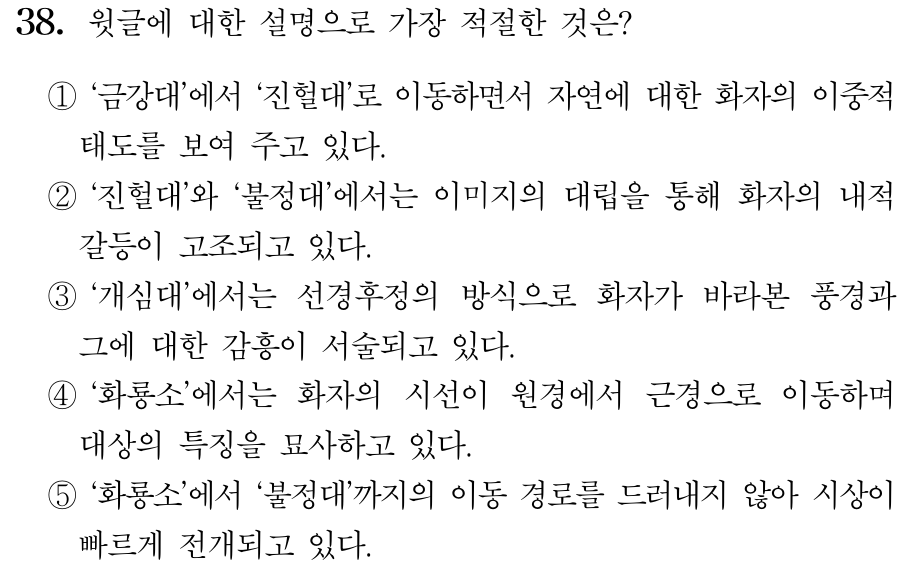 38. 윗글에 대한 설명으로 가장 적절한 것은?
① ‘금강대’에서 ‘진헐대’로 이동하면서 자연에 대한 화자의 이중적
태도를 보여 주고 있다.
② ‘진헐대’와 ‘불정대’에서는 이미지의 대립을 통해 화자의 내적
갈등이 고조되고 있다.
③ ‘개심대’에서는 선경후정의 방식으로 화자가 바라본 풍경과
그에 대한 감흥이 서술되고 있다.
④ ‘화룡소’에서는 화자의 시선이 원경에서 근경으로 이동하며
대상의 특징을 묘사하고 있다.
⑤ ‘화룡소’에서 ‘불정대’까지의 이동 경로를 드러내지 않아 시상이
빠르게 전개되고 있다.